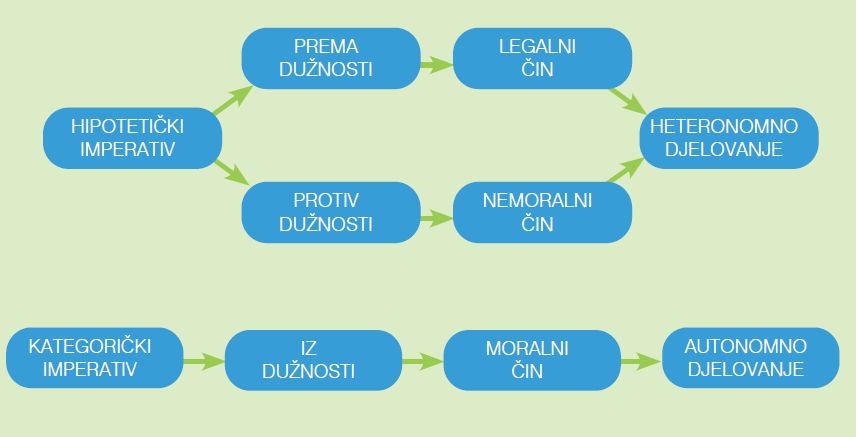 PREMA
DUŽNOSTI
LEGALNI
ČIN
HIPOTETIČKI
IMPERATIV
HETERONOMNO
DJELOVANJE
PROTIV
DUŽNOSTI
NEMORALNI
ČIN
KATEGORIČKI
IMPERATIV
IZ
DUŽNOSTI
MORALNI
ČIN
AUTONOMNO
DJELOVANJE